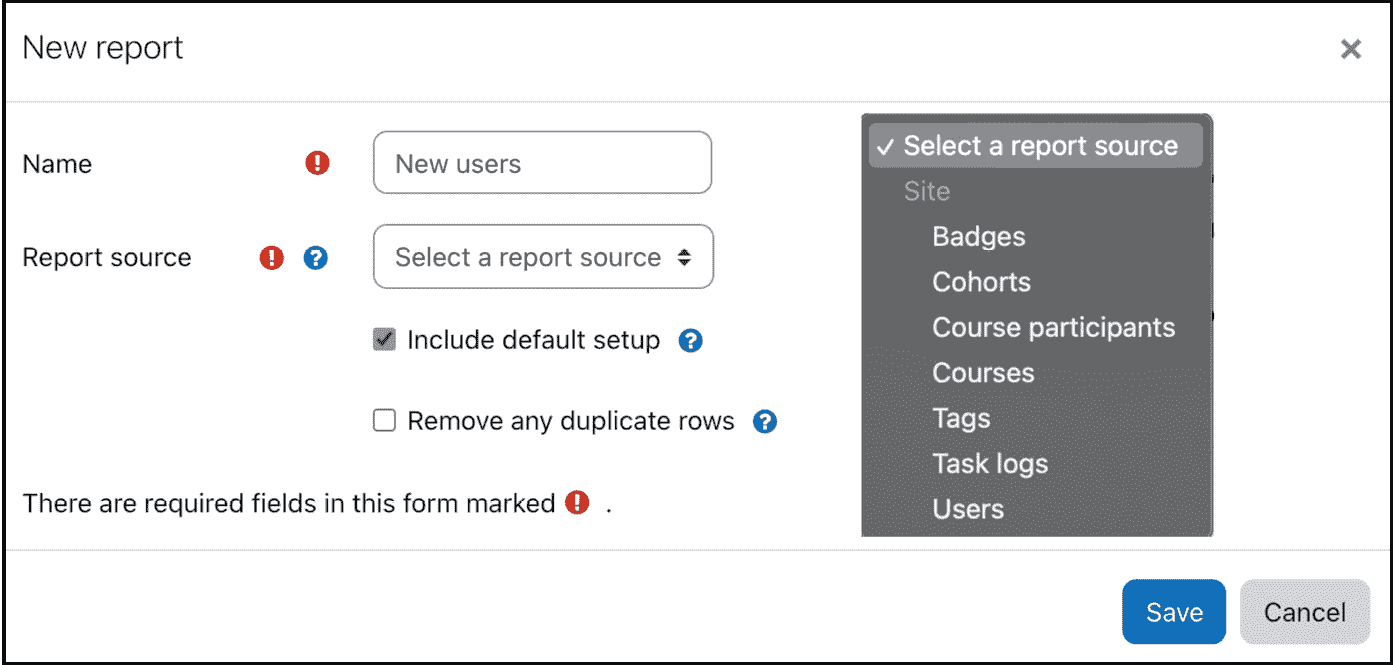 New report ×
Name ! New users
Report source ! ? Select a report source
✓ Include default setup ?
Remove any duplicate rows ?
There are required fields in this form marked ! .
✓ Select a report source
Site
Badges
Cohorts
Course participants
Courses
Tags
Task logs
Users
Save Cancel